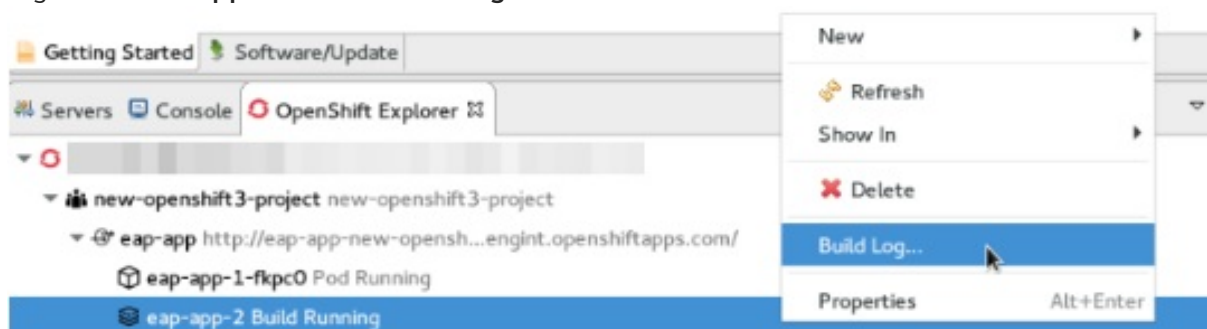 Getting Started Software/Update
Servers Console OpenShift Explorer
new-openshift3-project new-openshift3-project
eap-app http://eap-app-new-opensh...engint.openshiftapps.com/
eap-app-1-fkpc0 Pod Running
eap-app-2 Build Running
New
Refresh
Show In
Delete
Build Log...
Properties Alt+Enter